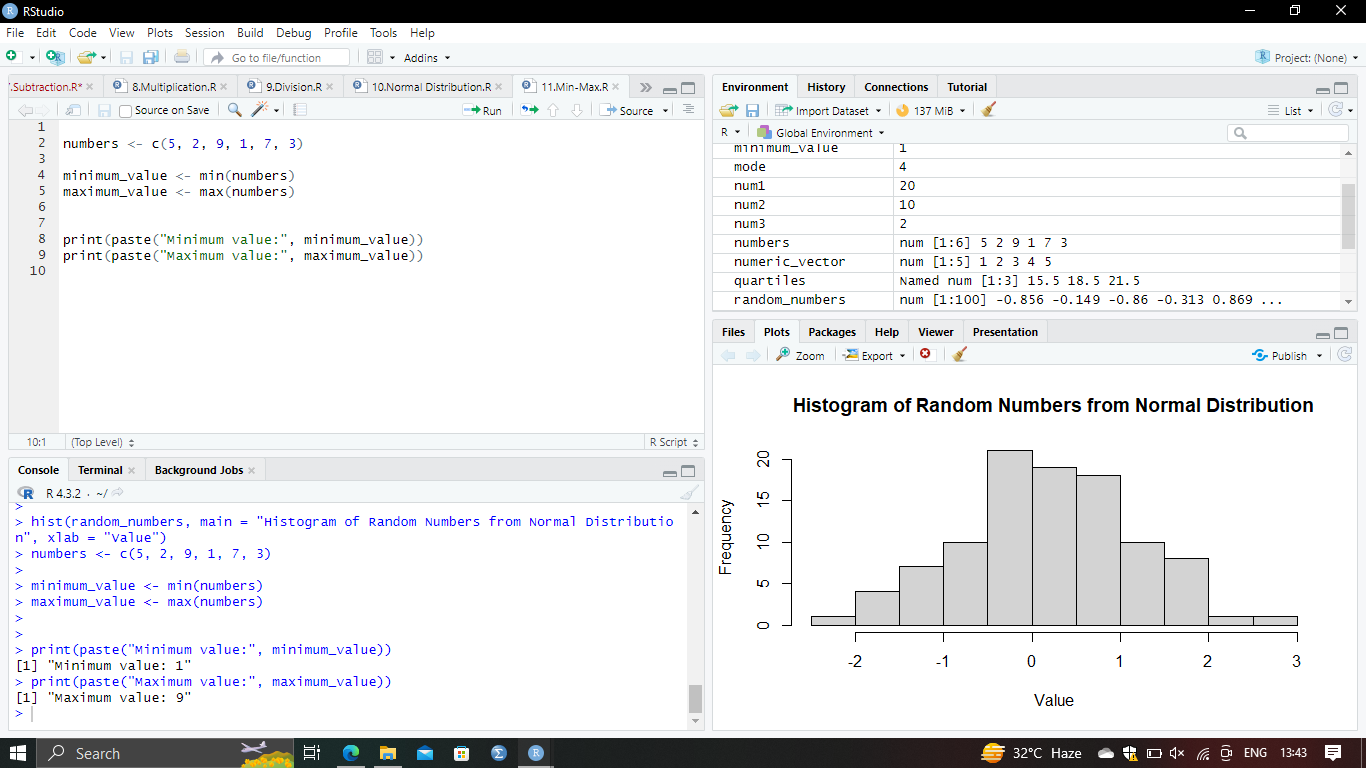 RStudio
File Edit Code View Plots Session Build Debug Profile Tools Help
Go to file/function Addins Project: (None)
.Subtraction.R* 8.Multiplication.R 9.Division.R 10.Normal Distribution.R 11.Min-Max.R
Source on Save Run Source
1
2 numbers <- c(5, 2, 9, 1, 7, 3)
3
4 minimum_value <- min(numbers)
5 maximum_value <- max(numbers)
6
7
8 print(paste("Minimum value:", minimum_value))
9 print(paste("Maximum value:", maximum_value))
10
10:1 (Top Level) R Script
Console Terminal Background Jobs
R 4.3.2 · ~/
>
> hist(random_numbers, main = "Histogram of Random Numbers from Normal Distributio
n", xlab = "Value")
> numbers <- c(5, 2, 9, 1, 7, 3)
>
> minimum_value <- min(numbers)
> maximum_value <- max(numbers)
>
>
> print(paste("Minimum value:", minimum_value))
[1] "Minimum value: 1"
> print(paste("Maximum value:", maximum_value))
[1] "Maximum value: 9"
>
Environment History Connections Tutorial
Import Dataset 137 MiB List
R Global Environment
minimum_value 1
mode 4
num1 20
num2 10
num3 2
numbers num [1:6] 5 2 9 1 7 3
numeric_vector num [1:5] 1 2 3 4 5
quartiles Named num [1:3] 15.5 18.5 21.5
random_numbers num [1:100] -0.856 -0.149 -0.86 -0.313 0.869 ...
Files Plots Packages Help Viewer Presentation
Zoom Export Publish
Histogram of Random Numbers from Normal Distribution
Frequency
20
15
10
5
0
-2 -1 0 1 2 3
Value
Search 32°C Haze ENG 13:43